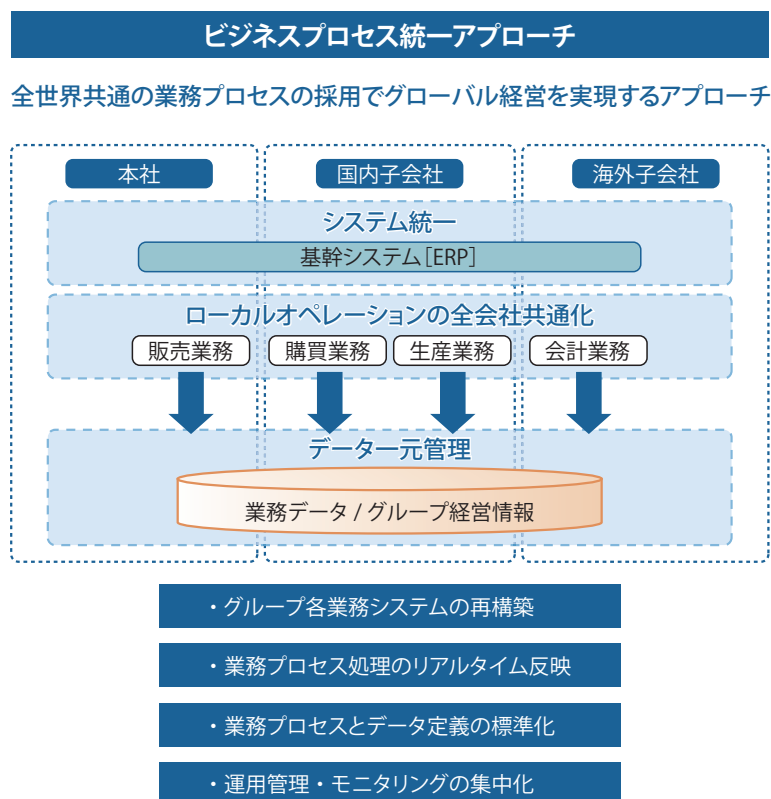 ビジネスプロセス統一アプローチ
全世界共通の業務プロセスの採用でグローバル経営を実現するアプローチ
本社
国内子会社
海外子会社
システム統一
基幹システム[ERP]
ローカルオペレーションの全会社共通化
販売業務
購買業務
生産業務
会計業務
データ一元管理
業務データ / グループ経営情報
・グループ各業務システムの再構築
・業務プロセス処理のリアルタイム反映
・業務プロセスとデータ定義の標準化
・運用管理・モニタリングの集中化